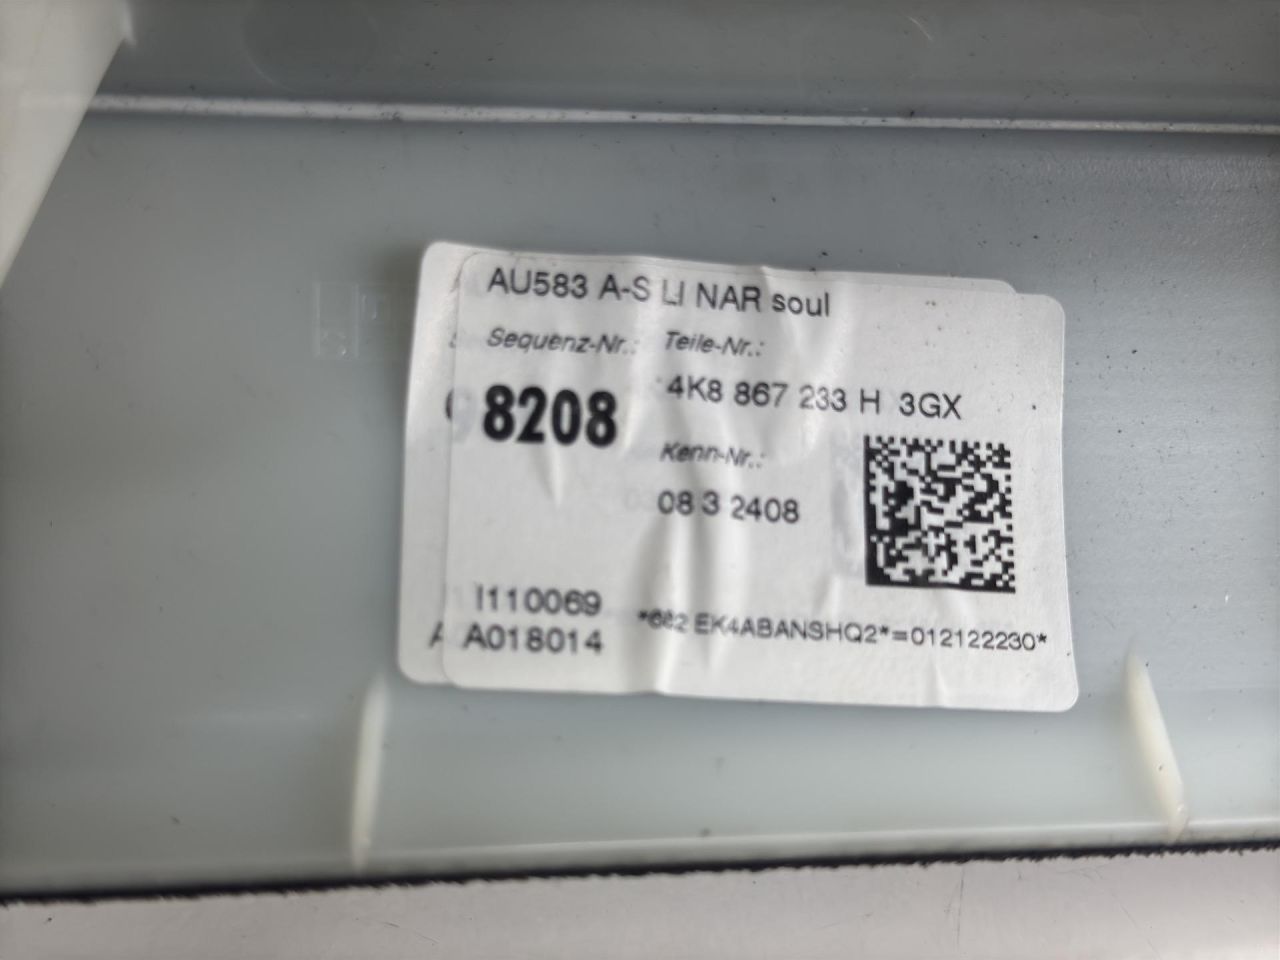 AU583 A-S LI NAR soul
Sequenz-Nr.: Teile-Nr.:
4K8 867 233 H 3GX
8208
Kenn-Nr.:
08 3 2408
I110069
*682 EK4ABANSHQ2*=012122230*
A A018014